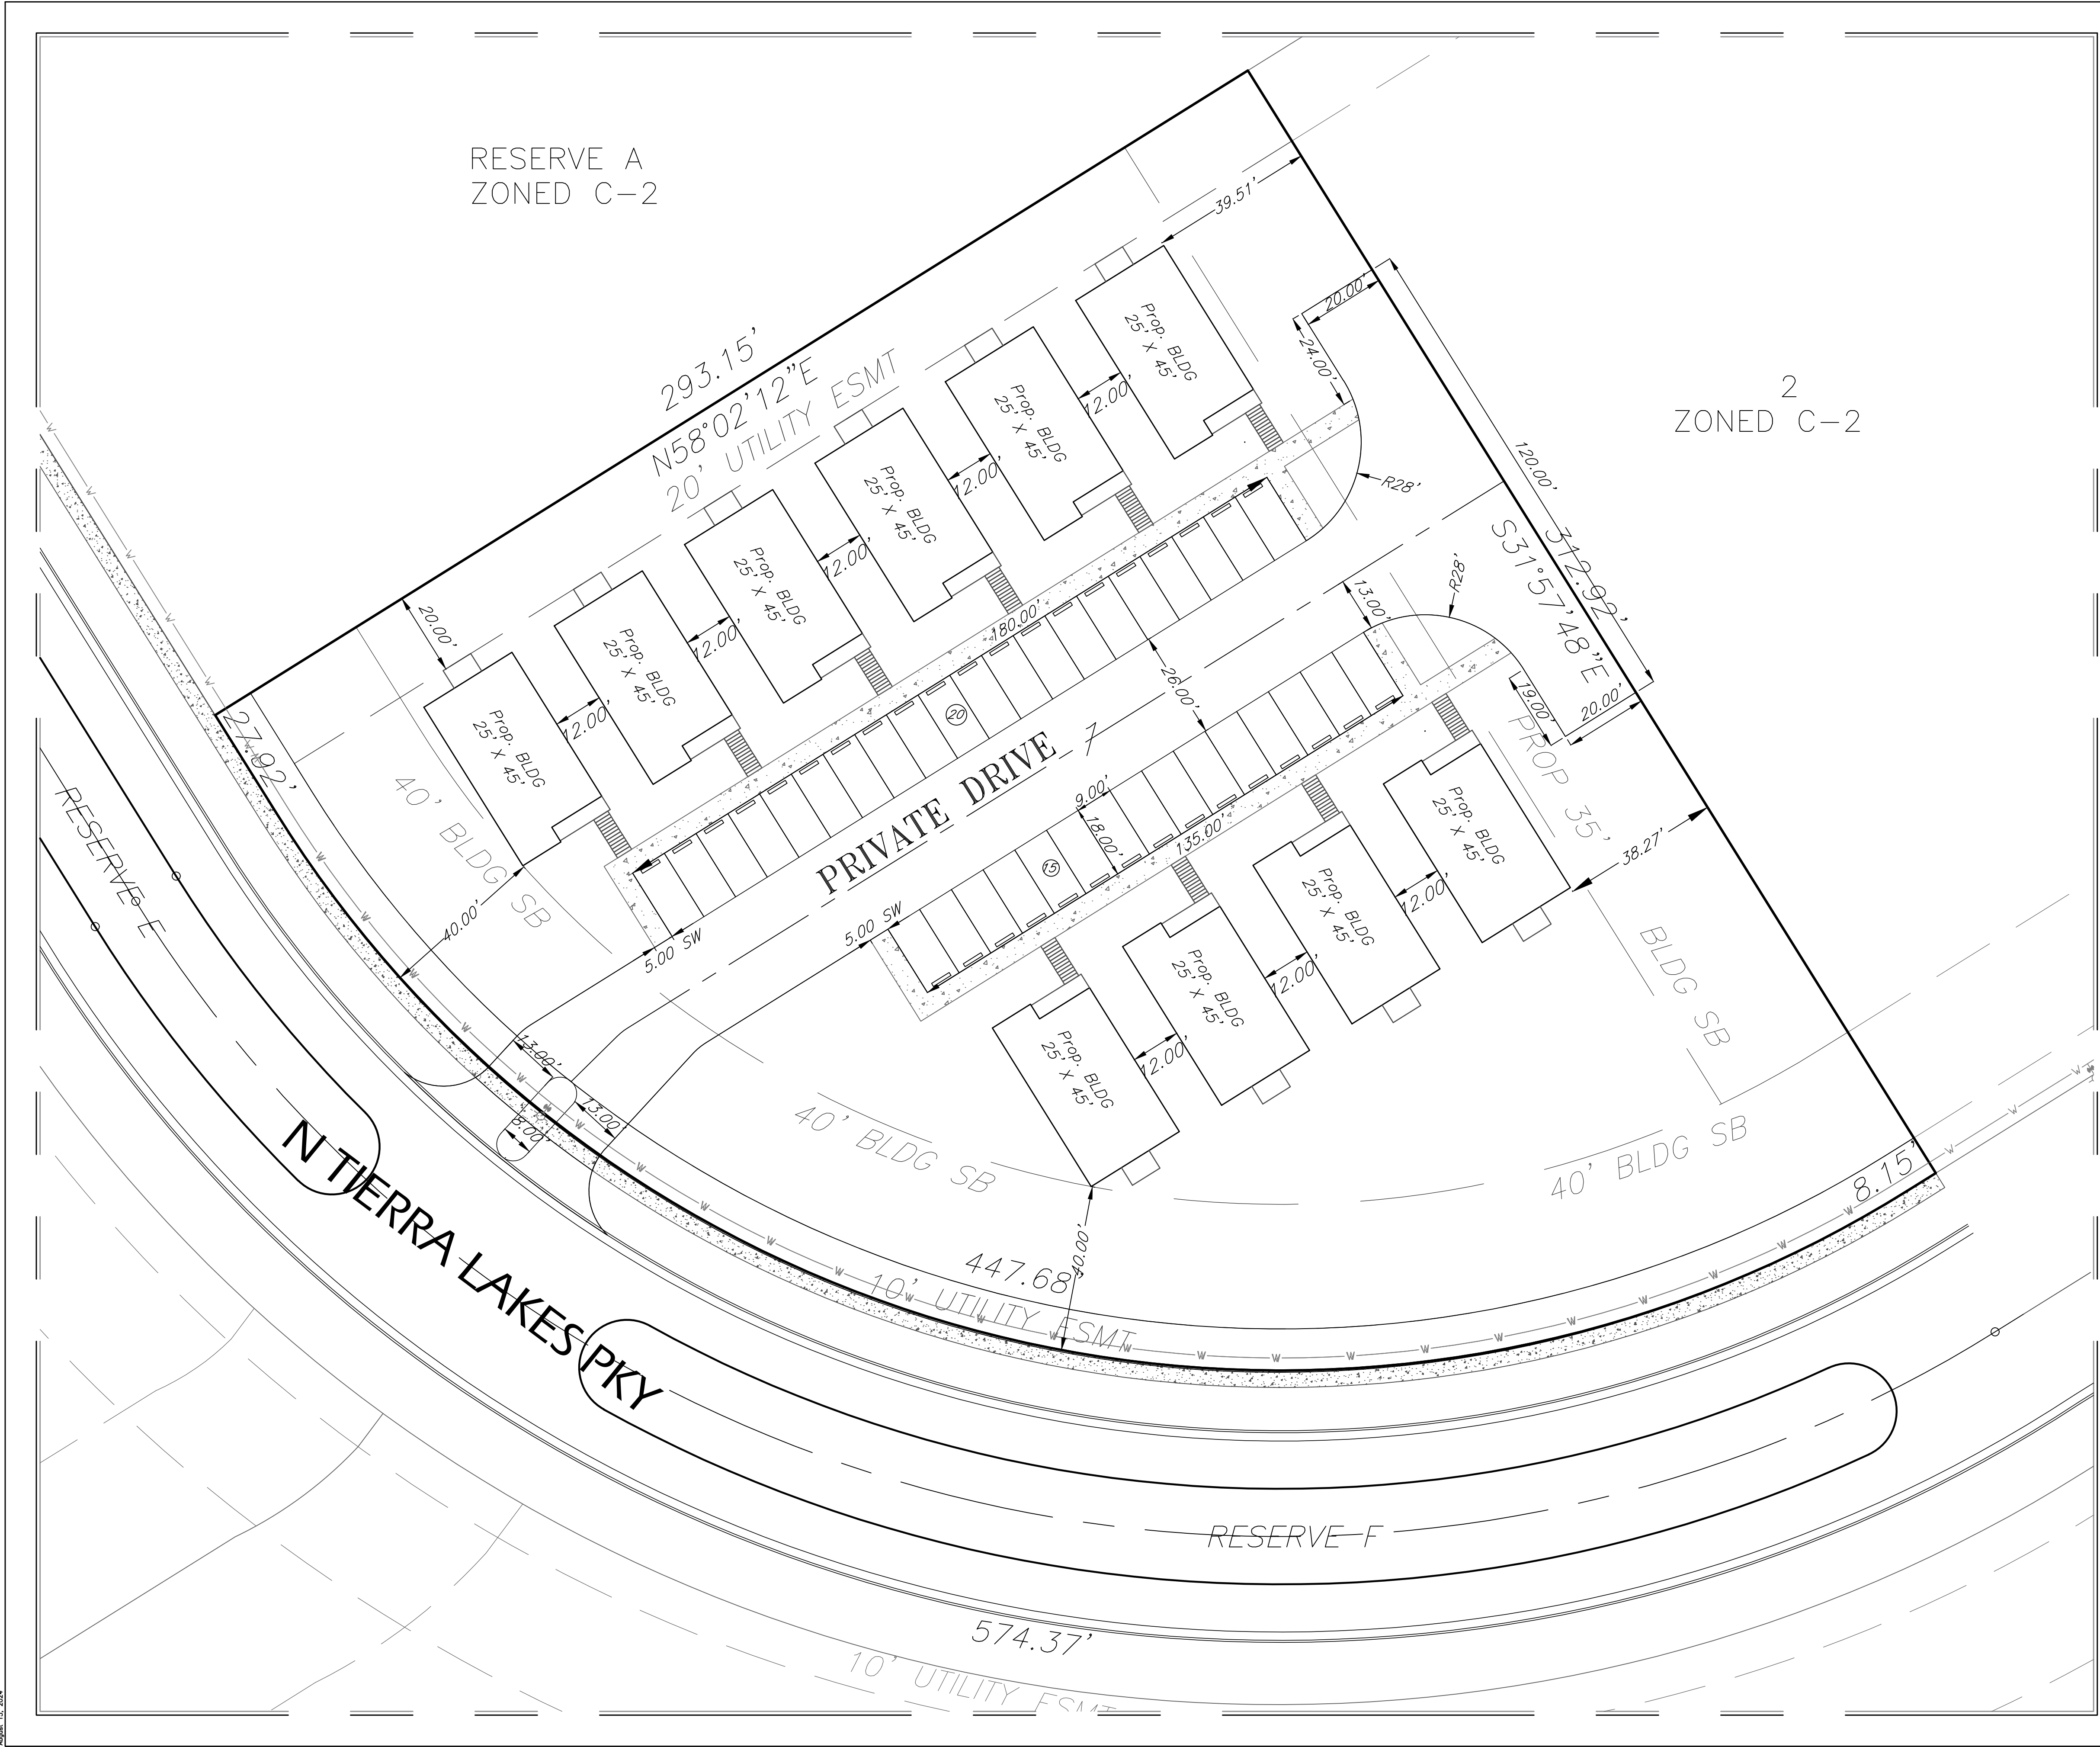 RESERVE A
ZONED C-2
39.51'
20.00'
293.15'
N58°02'12"E
20' UTILITY ESMT
Prop. BLDG
25' X 45'
12.00'
Prop. BLDG
25' X 45'
12.00'
Prop. BLDG
25' X 45'
12.00'
Prop. BLDG
25' X 45'
12.00'
Prop. BLDG
25' X 45'
12.00'
Prop. BLDG
25' X 45'
24.00'
2
ZONED C-2
120.00'
R28'
312.92'
S31°57'48"E
R28'
13.00'
20.00'
180.00'
26.00'
19.00'
20.00'
27.92'
20
PRIVATE DRIVE 7
PROP 35'
BLDG SB
40' BLDG SB
9.00'
18.00'
135.00'
15
38.27'
RESERVE E
40.00'
5.00 SW
5.00 SW
Prop. BLDG
25' X 45'
12.00'
Prop. BLDG
25' X 45'
12.00'
Prop. BLDG
25' X 45'
12.00'
Prop. BLDG
25' X 45'
13.00'
13.00'
8.00'
40' BLDG SB
40' BLDG SB
8.15'
N TIERRA LAKES PKY
447.68'
40.00'
10' UTILITY ESMT
W W W W W W W W W W W W W W W W W W W W W W W W W W W W W W
RESERVE F
574.37'
10' UTILITY ESMT